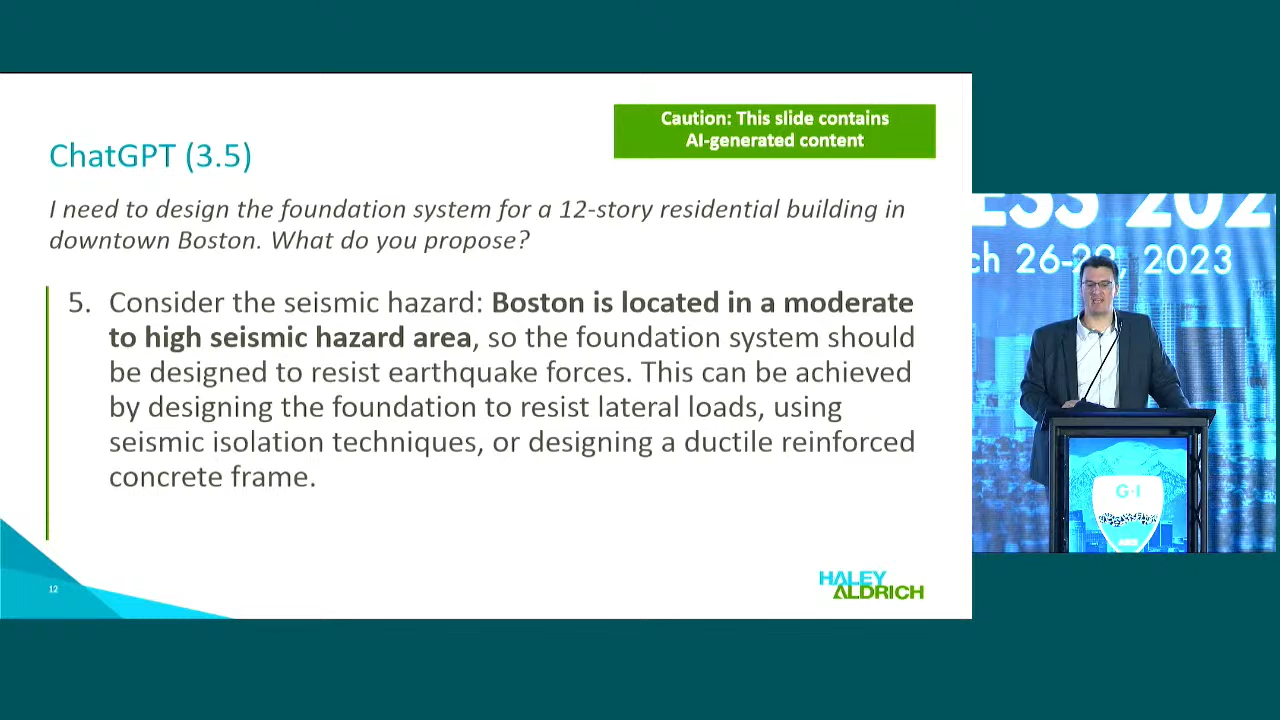 Caution: This slide contains
AI-generated content
ChatGPT (3.5)
I need to design the foundation system for a 12-story residential building in
downtown Boston. What do you propose?
5. Consider the seismic hazard: Boston is located in a moderate
to high seismic hazard area, so the foundation system should
be designed to resist earthquake forces. This can be achieved
by designing the foundation to resist lateral loads, using
seismic isolation techniques, or designing a ductile reinforced
concrete frame.
12
HALEY
ALDRICH
ESS 202
ch 26-29, 2023
G-I